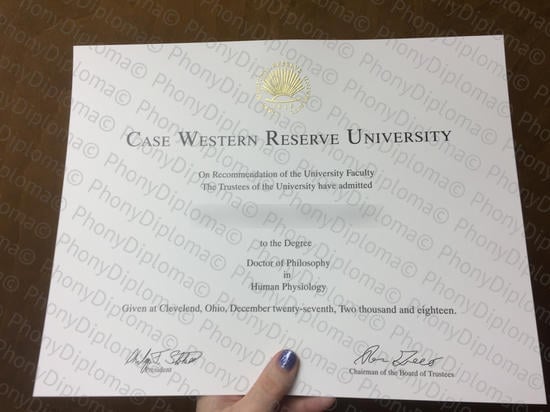 CASE WESTERN RESERVE UNIVERSITY
On Recommendation of the University Faculty
The Trustees of the University have admitted
to the Degree
Doctor of Philosophy
in
Human Physiology
Given at Cleveland, Ohio, December twenty-seventh, Two thousand and eighteen.
President
Chairman of the Board of Trustees
PhonyDiploma©